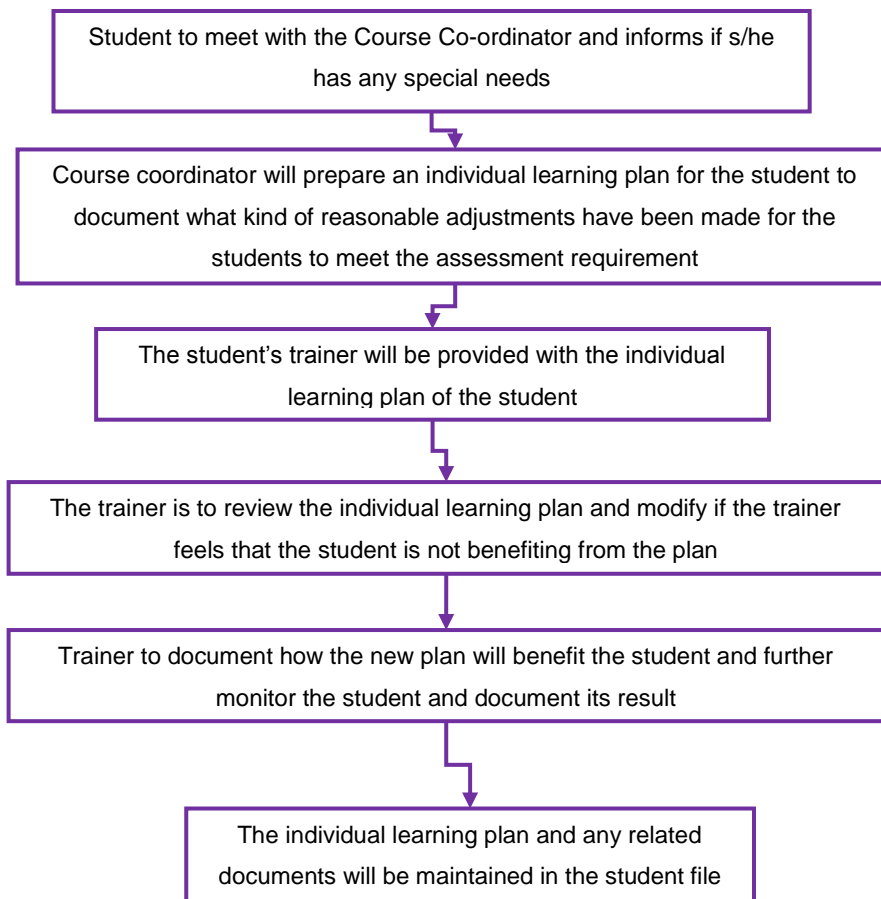 Student to meet with the Course Co-ordinator and informs if s/he
has any special needs
Course coordinator will prepare an individual learning plan for the student to
document what kind of reasonable adjustments have been made for the
students to meet the assessment requirement
The student’s trainer will be provided with the individual
learning plan of the student
The trainer is to review the individual learning plan and modify if the trainer
feels that the student is not benefiting from the plan
Trainer to document how the new plan will benefit the student and further
monitor the student and document its result
The individual learning plan and any related
documents will be maintained in the student file